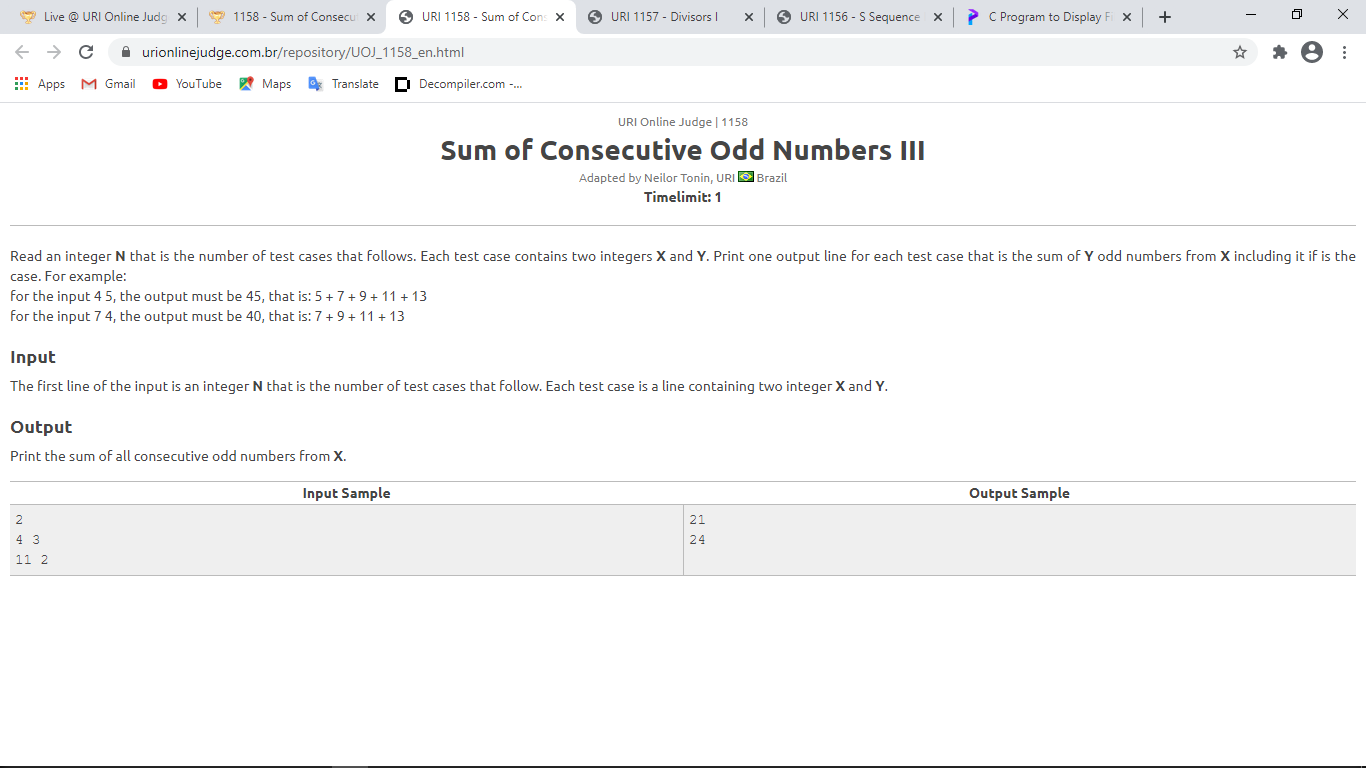 Live @ URI Online Judg
1158 - Sum of Consecu
URI 1158 - Sum of Con
URI 1157 - Divisors I
URI 1156 - S Sequence
C Program to Display Fi
urionlinejudge.com.br/repository/UOJ_1158_en.html
Apps Gmail YouTube Maps Translate Decompiler.com -...
URI Online Judge | 1158
Sum of Consecutive Odd Numbers III
Adapted by Neilor Tonin, URI Brazil
Timelimit: 1
Read an integer N that is the number of test cases that follows. Each test case contains two integers X and Y. Print one output line for each test case that is the sum of Y odd numbers from X including it if is the
case. For example:
for the input 4 5, the output must be 45, that is: 5 + 7 + 9 + 11 + 13
for the input 7 4, the output must be 40, that is: 7 + 9 + 11 + 13
Input
The first line of the input is an integer N that is the number of test cases that follow. Each test case is a line containing two integer X and Y.
Output
Print the sum of all consecutive odd numbers from X.
Input Sample Output Sample
2 21
4 3 24
11 2